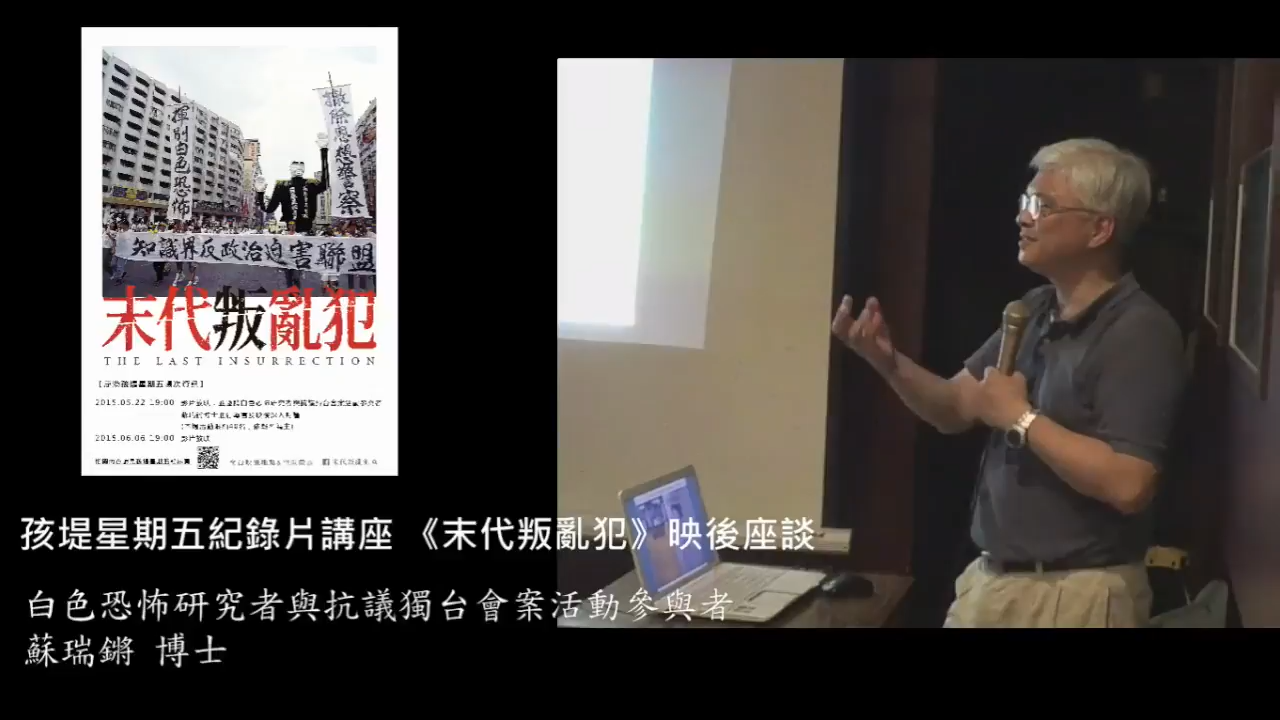 揮別白色恐怖
撤除思想警察
知識界反政治迫害聯盟
末代叛亂犯
THE LAST INSURRECTION
2015.05.22 19:00
2015.06.06 19:00
孩堤星期五紀錄片講座 《末代叛亂犯》映後座談
白色恐怖研究者與抗議獨台會案活動參與者
蘇瑞鏘 博士